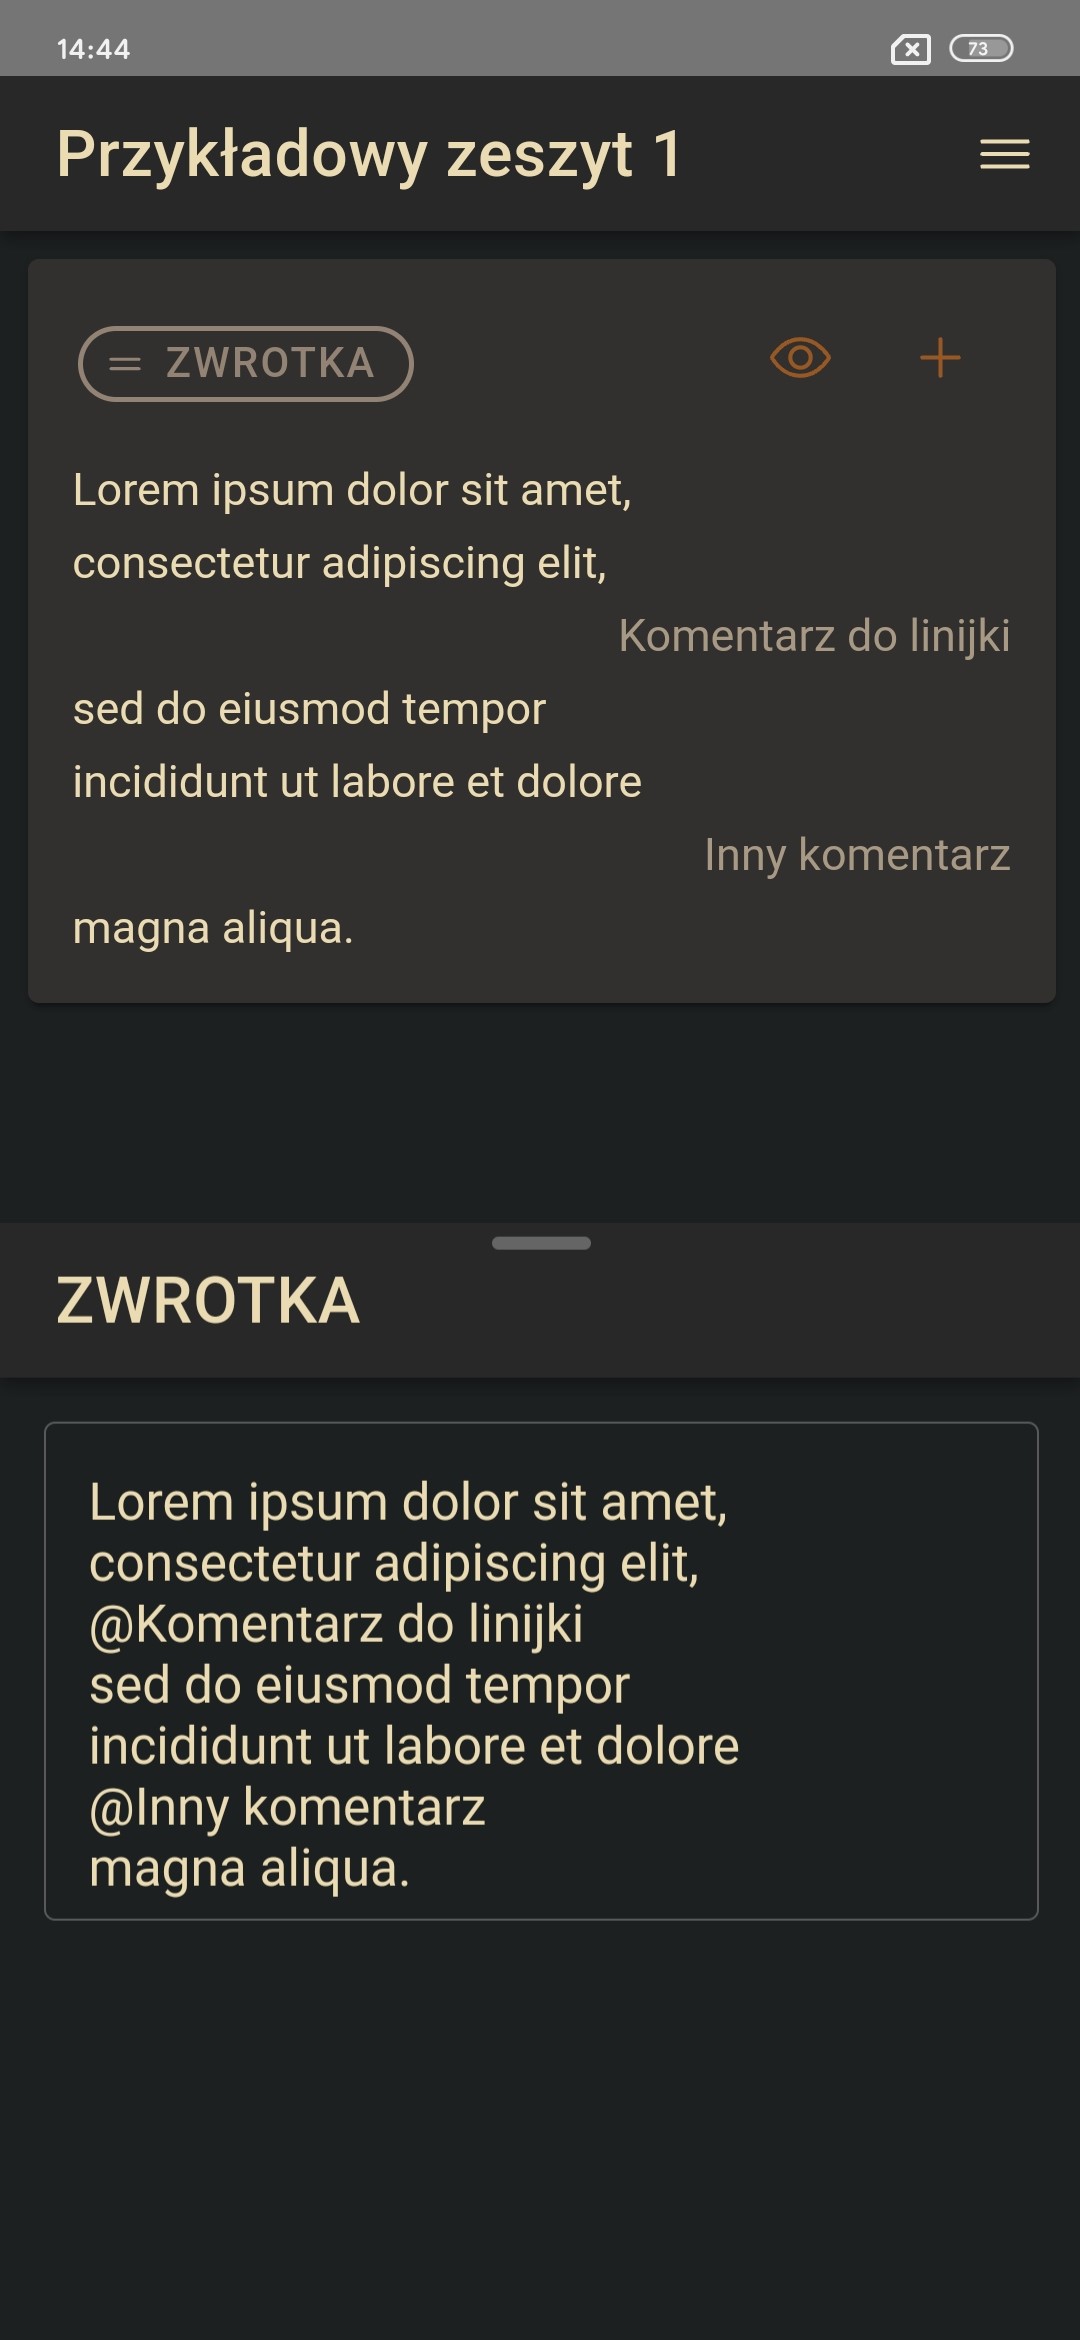 14:44
73
Przykładowy zeszyt 1
ZWROTKA
Lorem ipsum dolor sit amet,
consectetur adipiscing elit,
Komentarz do linijki
sed do eiusmod tempor
incididunt ut labore et dolore
Inny komentarz
magna aliqua.
ZWROTKA
Lorem ipsum dolor sit amet,
consectetur adipiscing elit,
@Komentarz do linijki
sed do eiusmod tempor
incididunt ut labore et dolore
@Inny komentarz
magna aliqua.